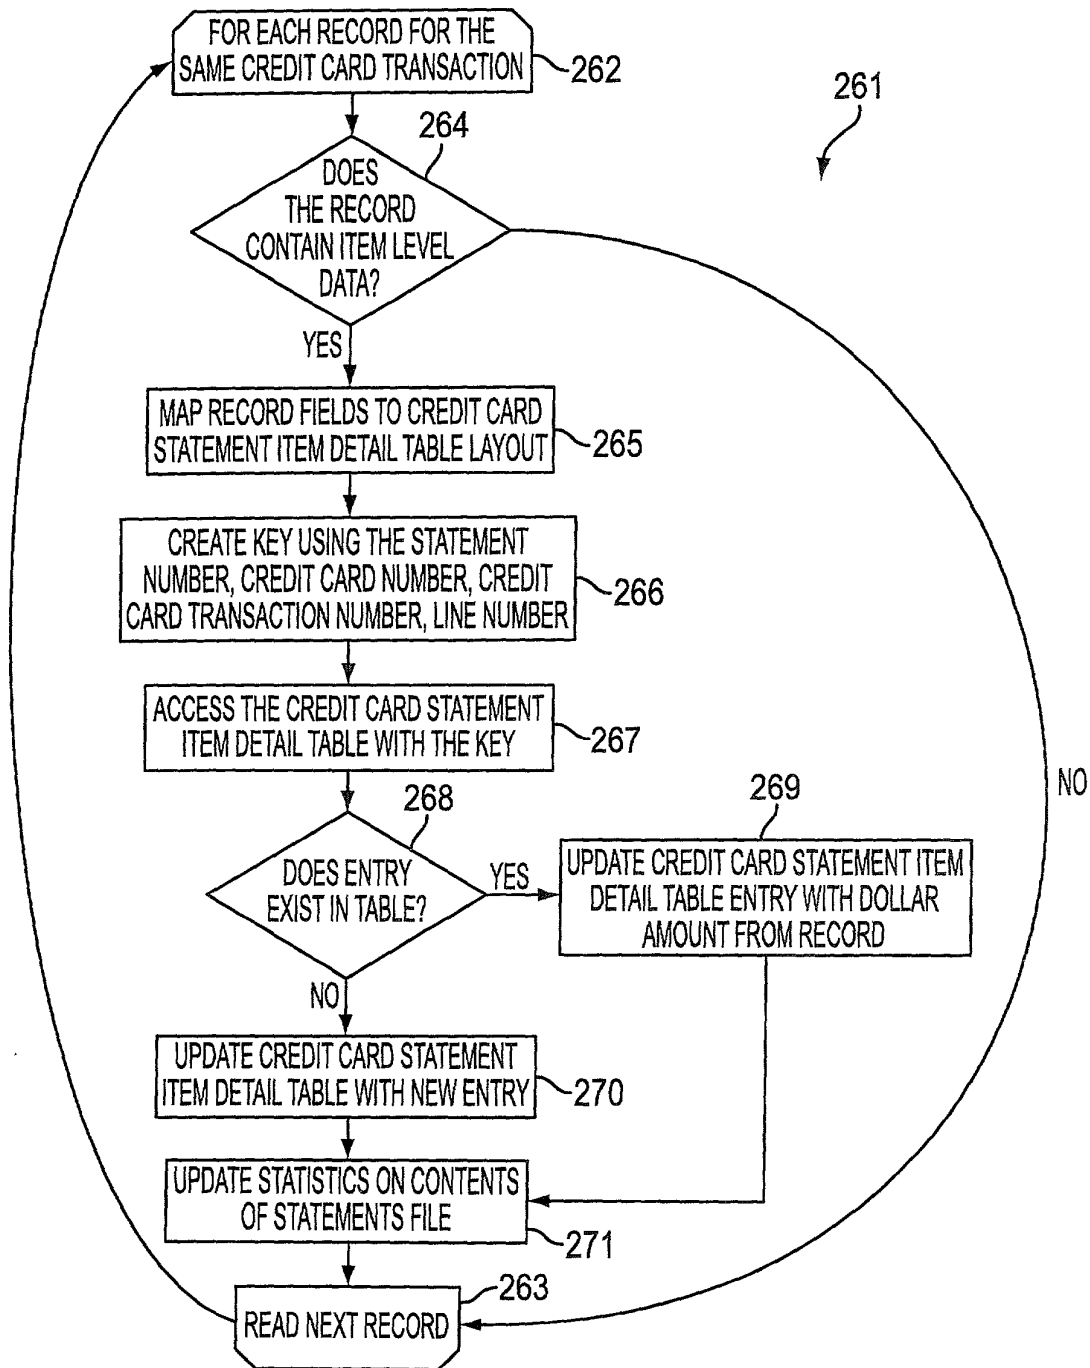 FOR EACH RECORD FOR THE
SAME CREDIT CARD TRANSACTION
262
261
264
DOES
THE RECORD
CONTAIN ITEM LEVEL
DATA?
YES
MAP RECORD FIELDS TO CREDIT CARD
STATEMENT ITEM DETAIL TABLE LAYOUT
265
CREATE KEY USING THE STATEMENT
NUMBER, CREDIT CARD NUMBER, CREDIT
CARD TRANSACTION NUMBER, LINE NUMBER
266
ACCESS THE CREDIT CARD STATEMENT
ITEM DETAIL TABLE WITH THE KEY
267
NO
268
DOES ENTRY
EXIST IN TABLE?
YES
269
UPDATE CREDIT CARD STATEMENT ITEM
DETAIL TABLE ENTRY WITH DOLLAR
AMOUNT FROM RECORD
NO
UPDATE CREDIT CARD STATEMENT
ITEM DETAIL TABLE WITH NEW ENTRY
270
UPDATE STATISTICS ON CONTENTS
OF STATEMENTS FILE
271
263
READ NEXT RECORD